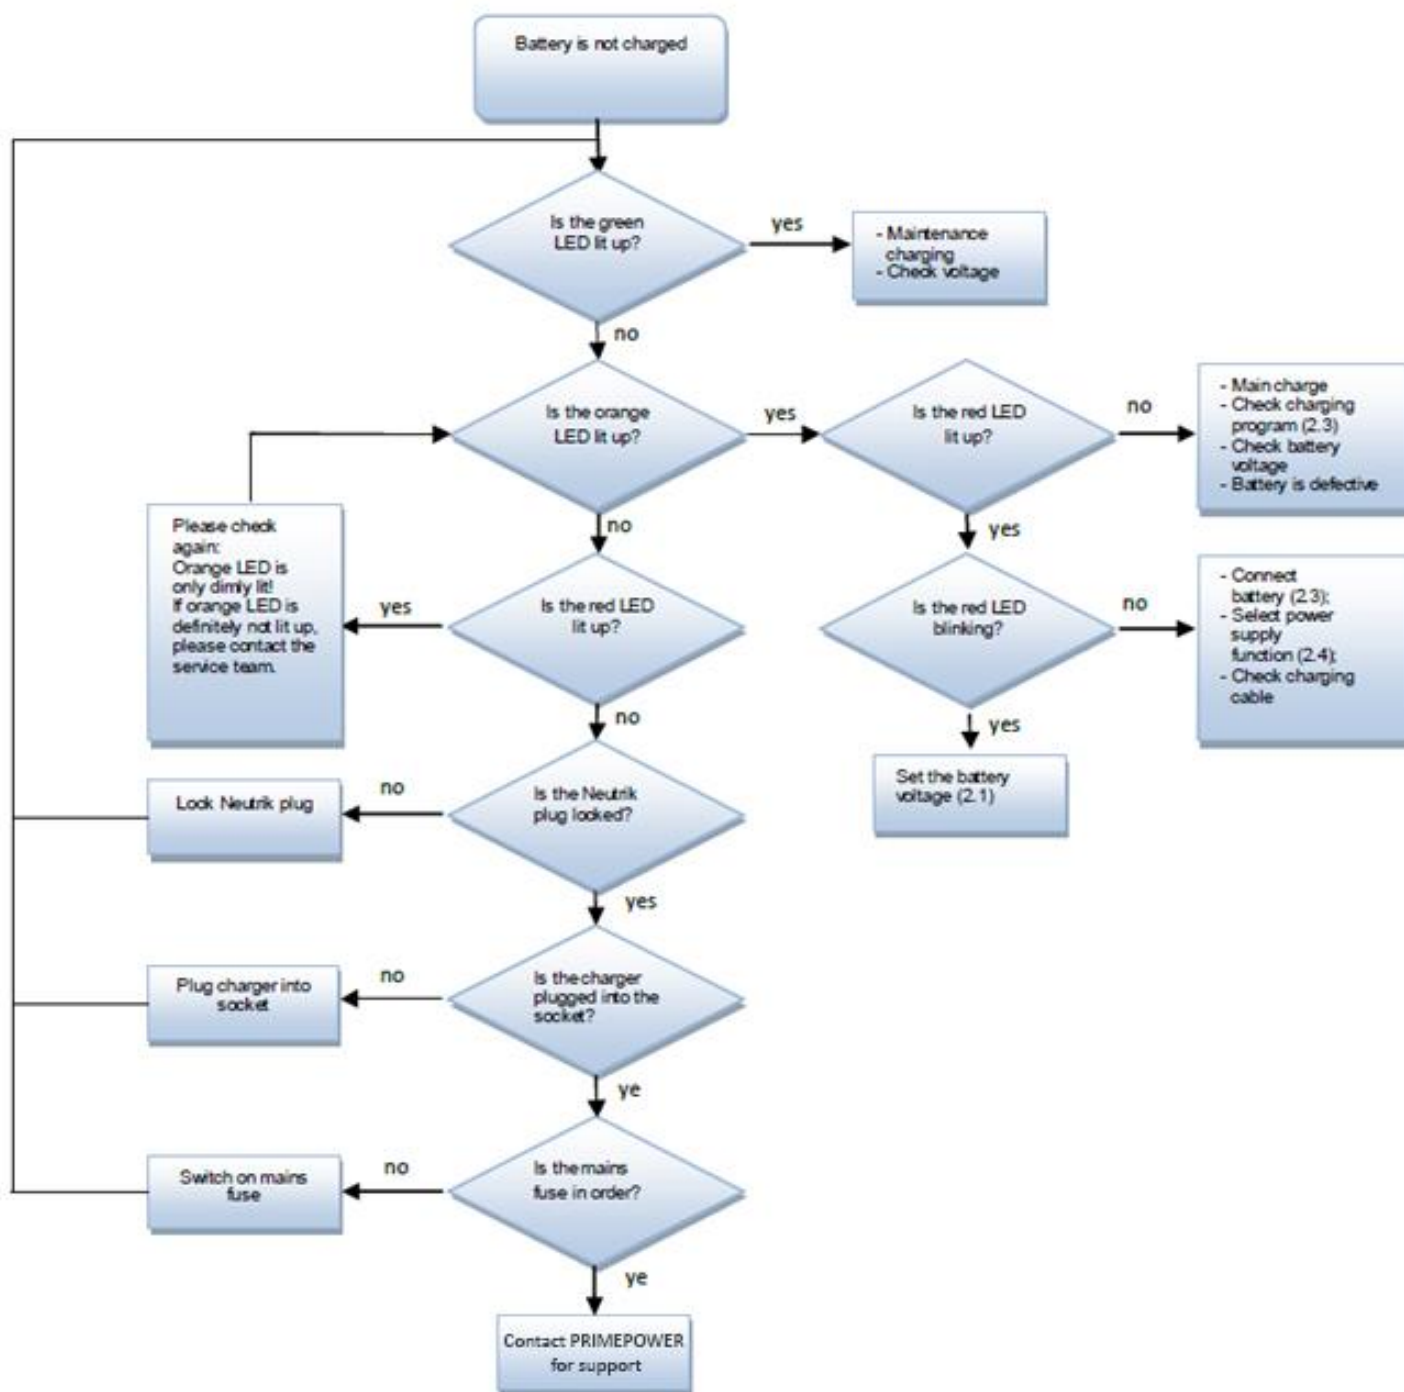 Battery is not charged
Is the green
LED lit up?
yes
- Maintenance
charging
- Check voltage
no
Is the orange
LED lit up?
yes
Is the red LED
lit up?
no
- Main charge
- Check charging
program (2.3)
- Check battery
voltage
- Battery is defective
Please check
again:
Orange LED is
only dimly lit!
If orange LED is
definitely not lit up,
please contact the
service team.
no
yes
Is the red LED
lit up?
yes
Is the red LED
blinking?
no
- Connect
battery (2.3);
- Select power
supply
function (2.4);
- Check charging
cable
no
yes
Set the battery
voltage (2.1)
Lock Neutrik plug
no
Is the Neutrik
plug locked?
yes
Plug charger into
socket
no
Is the charger
plugged into the
socket?
ye
Switch on mains
fuse
no
Is the mains
fuse in order?
ye
Contact PRIMEPOWER
for support